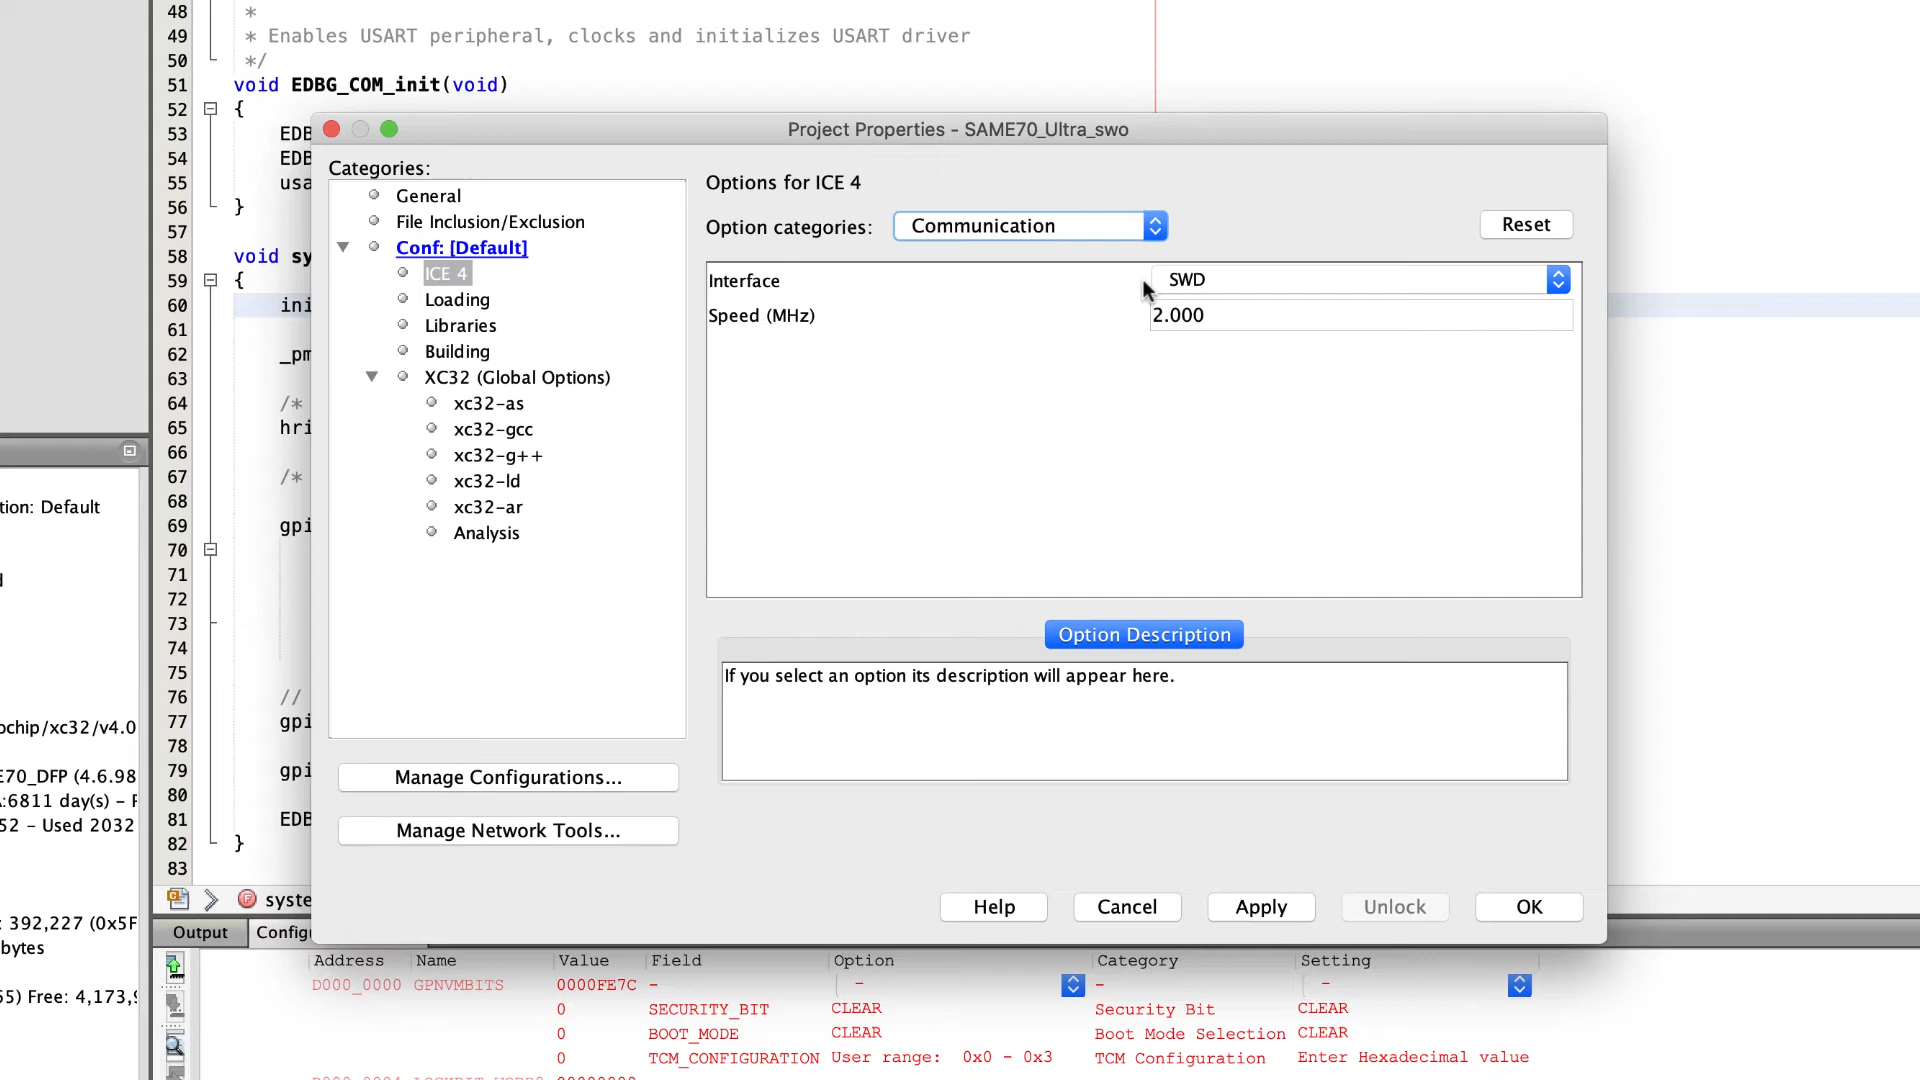 48 *
49 * Enables USART peripheral, clocks and initializes USART driver
50 */
51 void EDBG_COM_init(void)
52 {
53 EDB
54 EDB
55 usa
56 }
57
58 void sy
59 {
60 ini
61
62 _pm
63
64 /*
65 hri
66
67 /*
68
69 gpi
70
71
72
73
74
75
76 //
77 gpi
78
79 gpi
80
81 EDB
82 }
83
Project Properties - SAME70_Ultra_swo
Categories:
General
File Inclusion/Exclusion
Conf: [Default]
ICE 4
Loading
Libraries
Building
XC32 (Global Options)
xc32-as
xc32-gcc
xc32-g++
xc32-ld
xc32-ar
Analysis
Manage Configurations...
Manage Network Tools...
Options for ICE 4
Option categories: Communication Reset
Interface SWD
Speed (MHz) 2.000
Option Description
If you select an option its description will appear here.
Help Cancel Apply Unlock OK
tion: Default
d
ochip/xc32/v4.0
E70_DFP (4.6.98
A:6811 day(s) - F
52 - Used 2032
: 392,227 (0x5F
bytes
55) Free: 4,173,9
F syste
Output Config
Address Name Value Field Option Category Setting
D000_0000 GPNVMBITS 0000FE7C - - - -
0 SECURITY_BIT CLEAR Security Bit CLEAR
0 BOOT_MODE CLEAR Boot Mode Selection CLEAR
0 TCM_CONFIGURATION User range: 0x0 - 0x3 TCM Configuration Enter Hexadecimal value